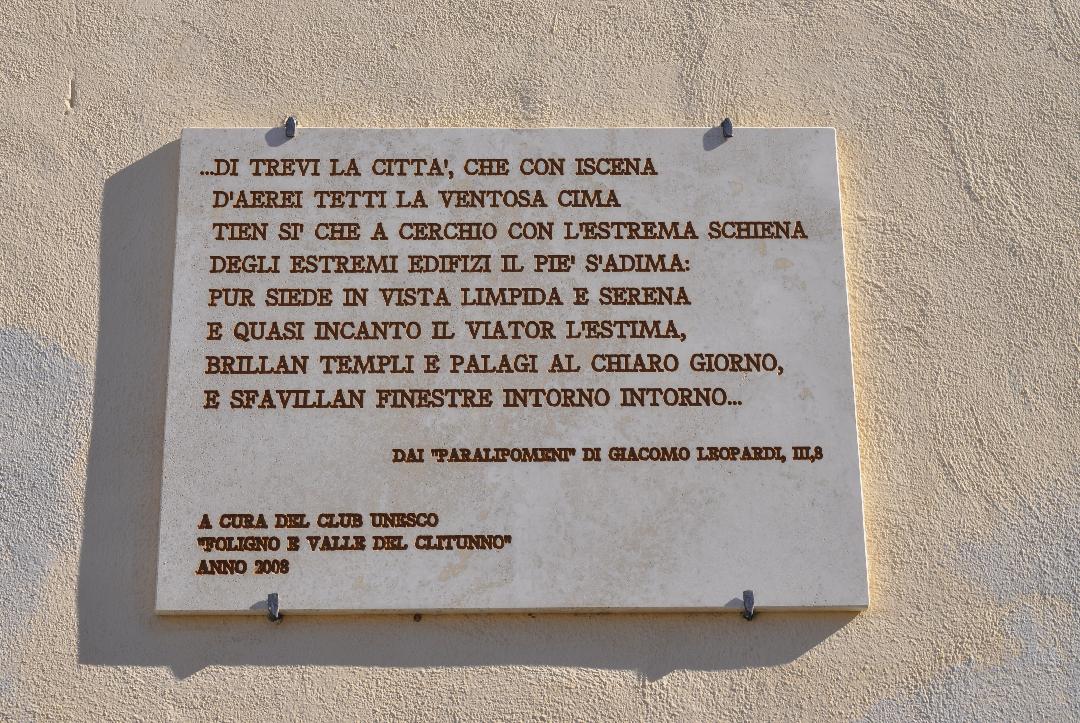 ...DI TREVI LA CITTA', CHE CON ISCENA
D'AEREI TETTI LA VENTOSA CIMA
TIEN SI' CHE A CERCHIO CON L'ESTREMA SCHIENA
DEGLI ESTREMI EDIFIZI IL PIE' S'ADIMA:
PUR SIEDE IN VISTA LIMPIDA E SERENA
E QUASI INCANTO IL VIATOR L'ESTIMA,
BRILLAN TEMPLI E PALAGI AL CHIARO GIORNO,
E SFAVILLAN FINESTRE INTORNO INTORNO...
DAI "PARALIPOMENI" DI GIACOMO LEOPARDI, III,8
A CURA DEL CLUB UNESCO
"FOLIGNO E VALLE DEL CLITUNNO"
ANNO 2008